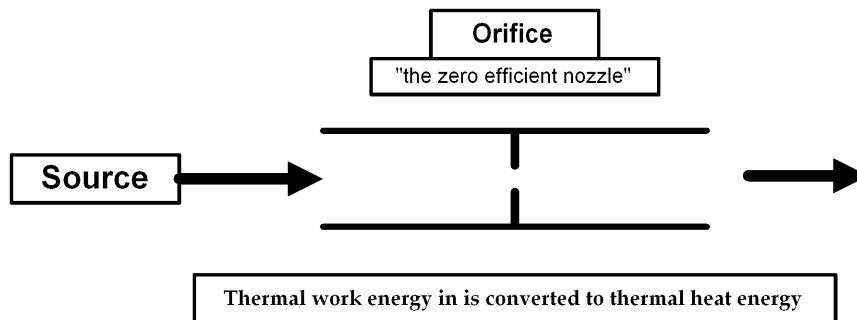 Orifice
"the zero efficient nozzle"
Source
Thermal work energy in is converted to thermal heat energy